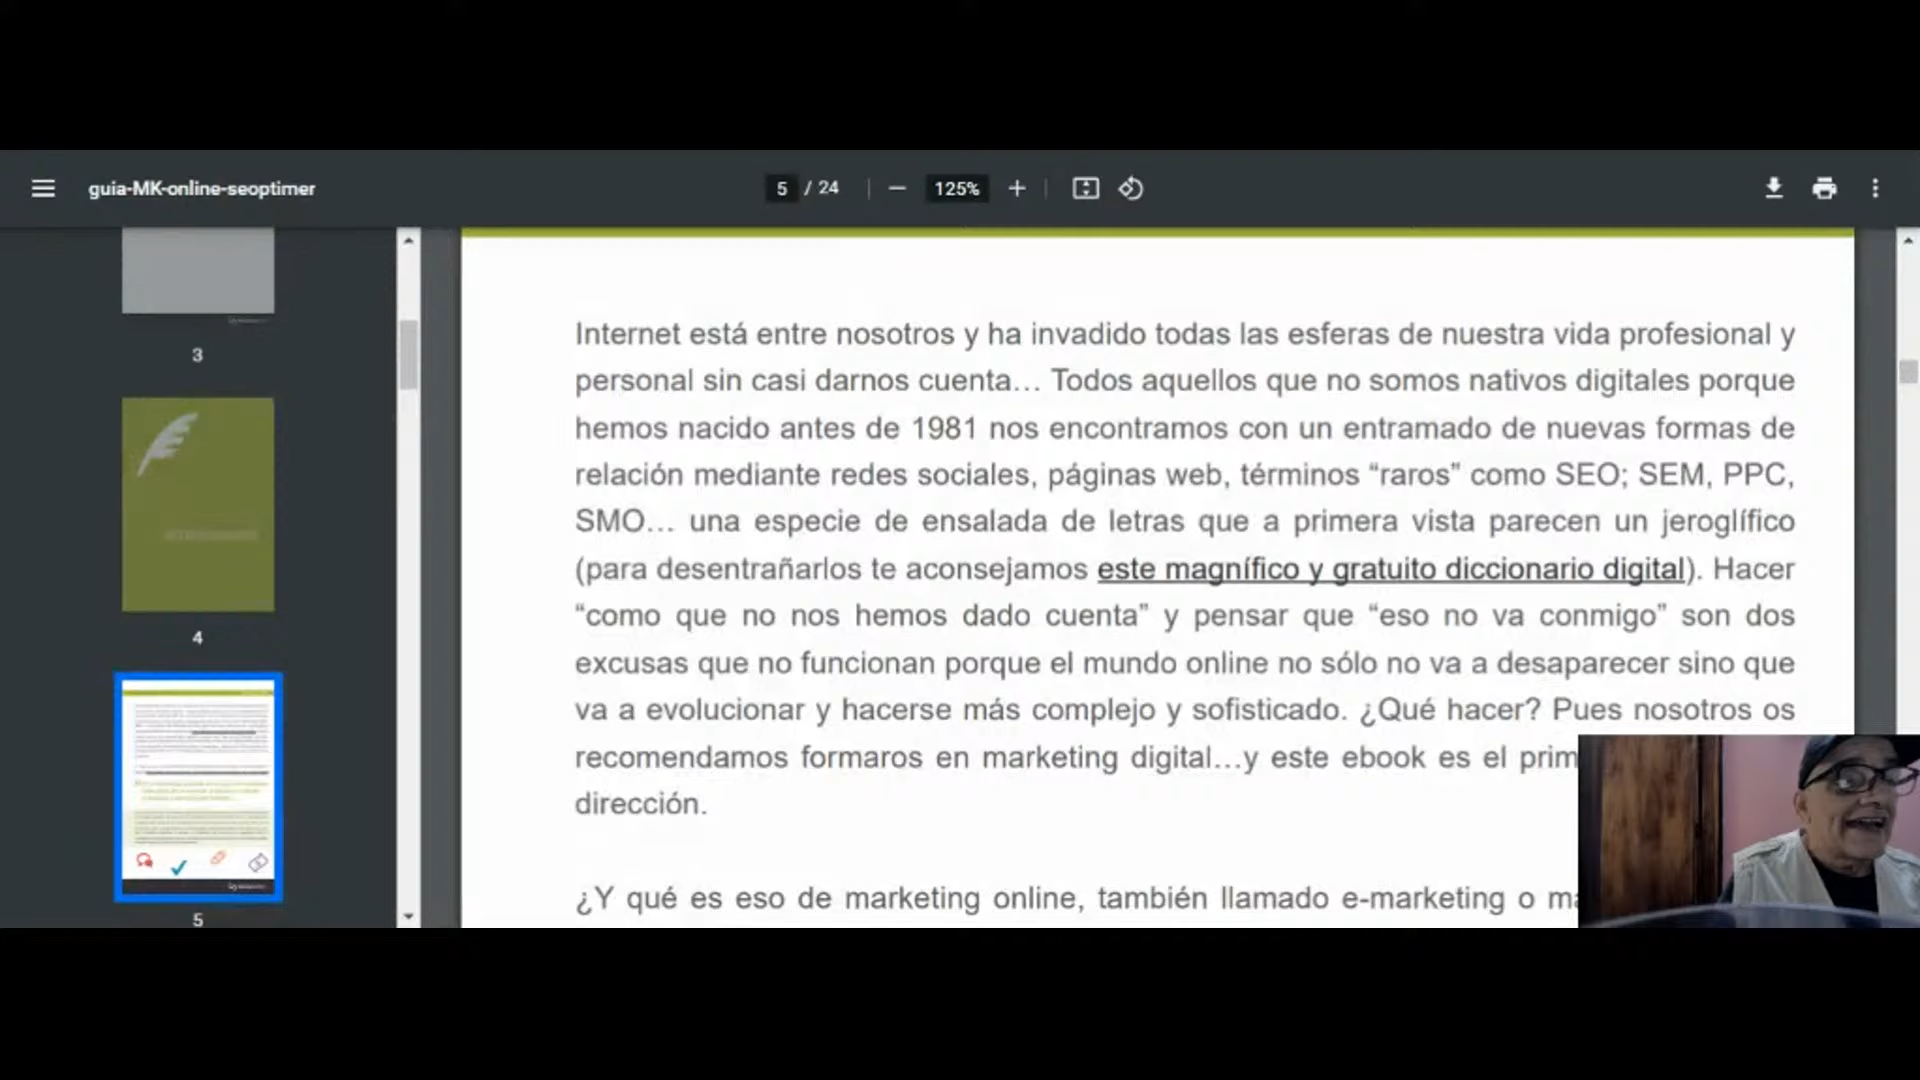 guia-MK-online-seoptimer
5 / 24
125%
3
4
5
Internet está entre nosotros y ha invadido todas las esferas de nuestra vida profesional y
personal sin casi darnos cuenta… Todos aquellos que no somos nativos digitales porque
hemos nacido antes de 1981 nos encontramos con un entramado de nuevas formas de
relación mediante redes sociales, páginas web, términos “raros” como SEO; SEM, PPC,
SMO… una especie de ensalada de letras que a primera vista parecen un jeroglífico
(para desentrañarlos te aconsejamos este magnífico y gratuito diccionario digital). Hacer
“como que no nos hemos dado cuenta” y pensar que “eso no va conmigo” son dos
excusas que no funcionan porque el mundo online no sólo no va a desaparecer sino que
va a evolucionar y hacerse más complejo y sofisticado. ¿Qué hacer? Pues nosotros os
recomendamos formaros en marketing digital…y este ebook es el prim
dirección.
¿Y qué es eso de marketing online, también llamado e-marketing o